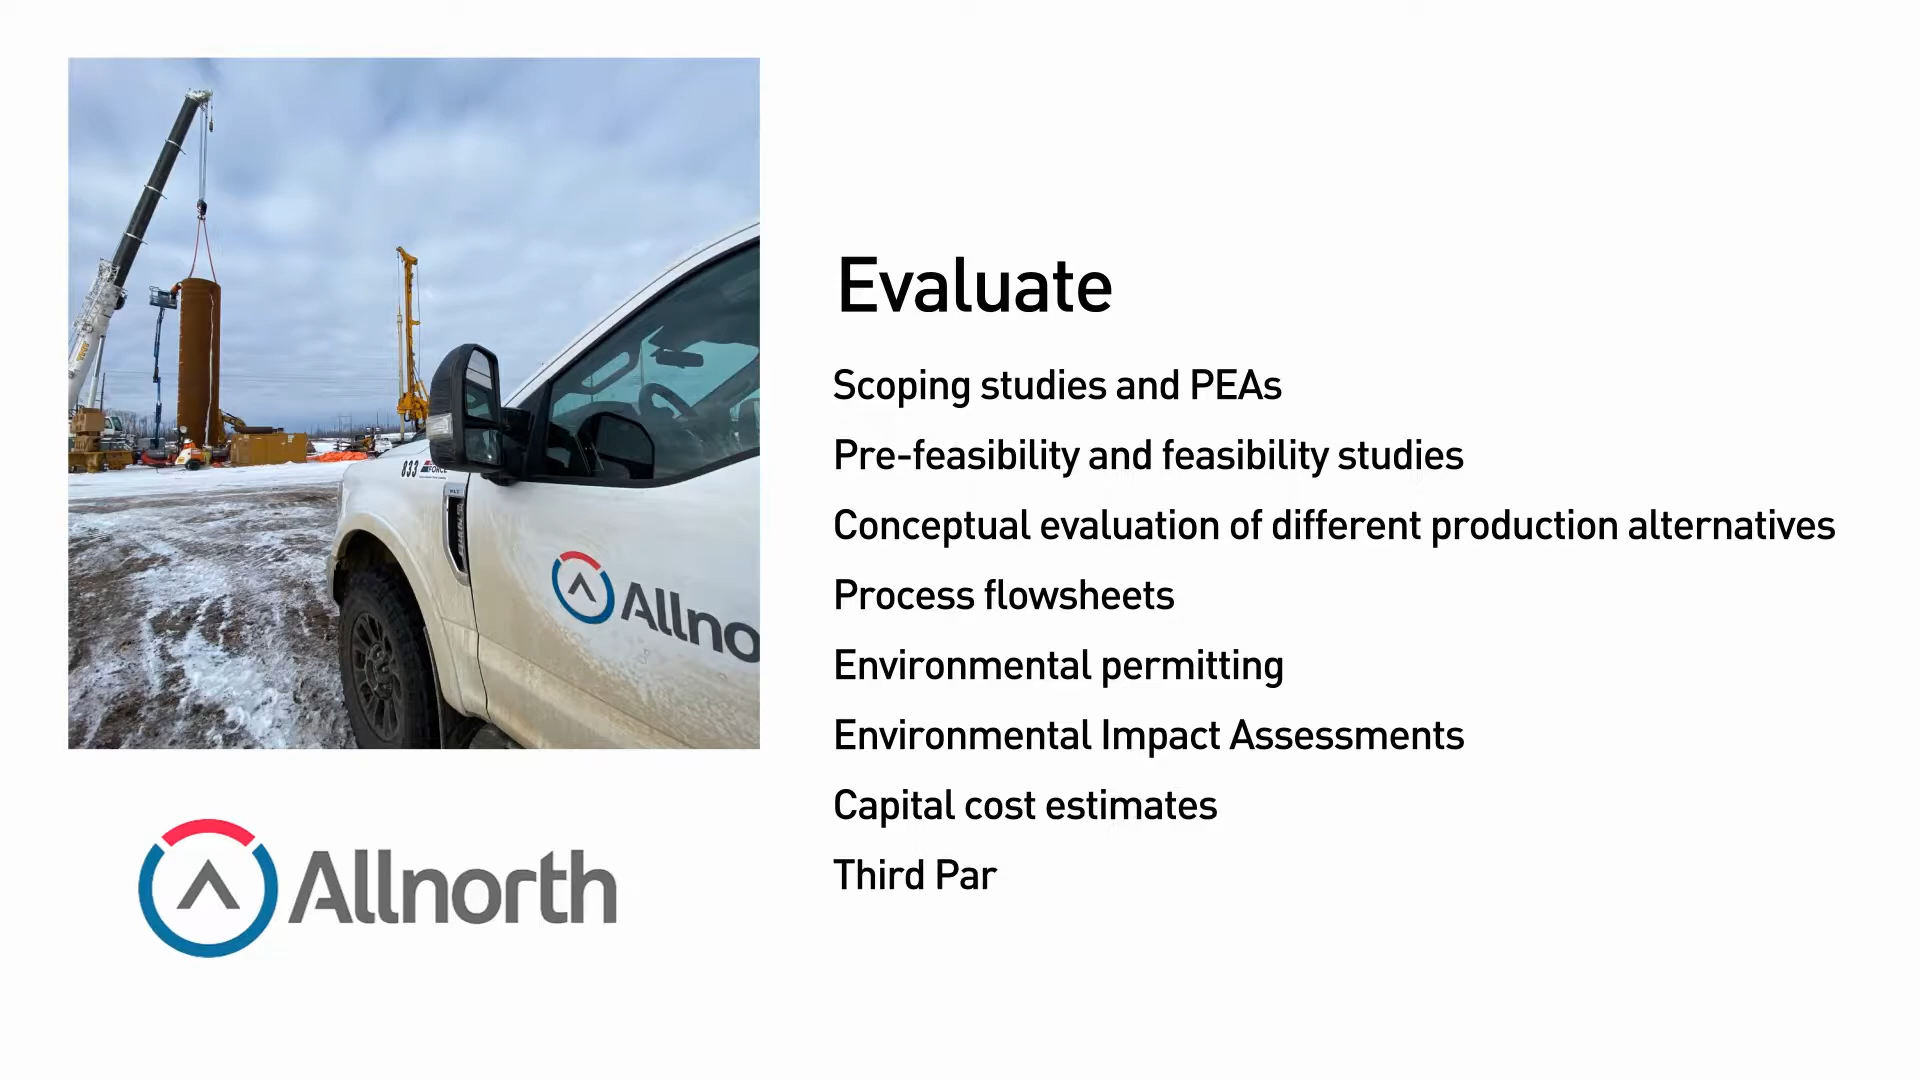 Evaluate
Scoping studies and PEAs
Pre-feasibility and feasibility studies
Conceptual evaluation of different production alternatives
Process flowsheets
Environmental permitting
Environmental Impact Assessments
Capital cost estimates
Third Par
833
Allno
Allnorth